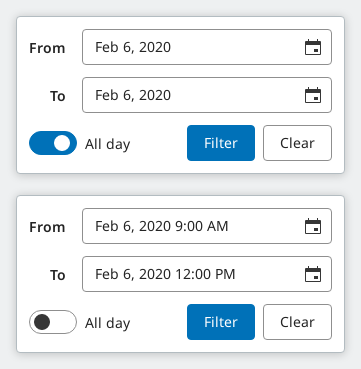 From Feb 6, 2020
To Feb 6, 2020
All day Filter Clear
From Feb 6, 2020 9:00 AM
To Feb 6, 2020 12:00 PM
All day Filter Clear